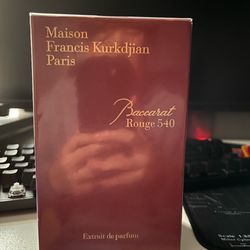 Maison
Francis Kurkdjian
Paris
Baccarat
Rouge 540
Extrait de parfum